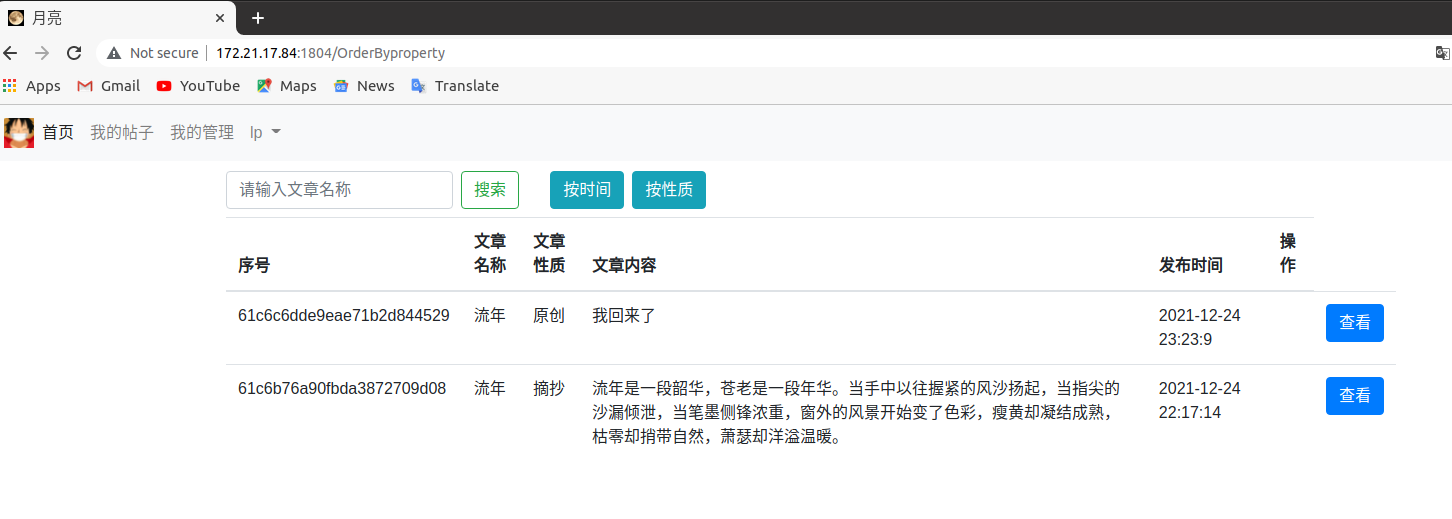 月亮
Not secure 172.21.17.84:1804/OrderByproperty
Apps Gmail YouTube Maps News Translate
首页 我的帖子 我的管理 lp
请输入文章名称 搜索 按时间 按性质
序号 文章名称 文章性质 文章内容 发布时间 操作
61c6c6dde9eae71b2d844529 流年 原创 我回来了 2021-12-24 查看
23:23:9
61c6b76a90fbda3872709d08 流年 摘抄 流年是一段韶华，苍老是一段年华。当手中以往握紧的风沙扬起，当指尖的 2021-12-24 查看
沙漏倾泄，当笔墨侧锋浓重，窗外的风景开始变了色彩，瘦黄却凝结成熟， 22:17:14
枯零却捎带自然，萧瑟却洋溢温暖。